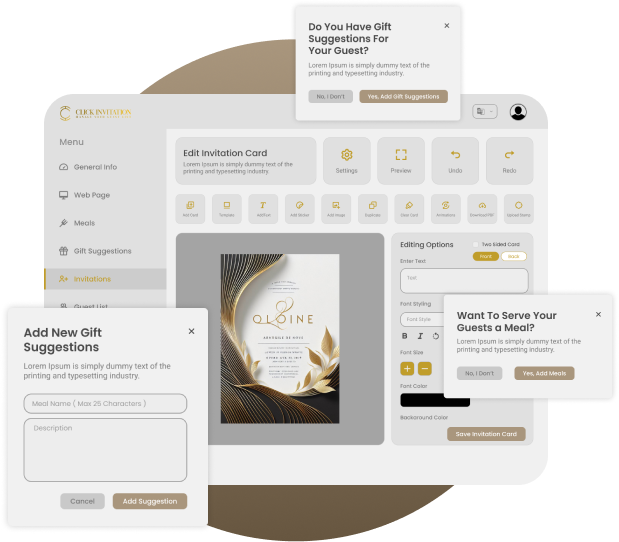 Do You Have Gift
Suggestions For
Your Guest?
Lorem Ipsum is simply dummy text of the
printing and typesetting industry.
No, I Don't
Yes, Add Gift Suggestions
CLICK INVITATION
Menu
General Info
Web Page
Meals
Gift Suggestions
Invitations
Guest List
Edit Invitation Card
Lorem Ipsum is simply dummy text of the
printing and typesetting industry.
Settings
Preview
Undo
Redo
Template
Add Text
Add Sticker
Add Image
Duplicate
Clear Card
Animations
Download PDF
Upload Stamp
QLOINE
Editing Options
Two Sided Card
Front
Back
Enter Text
Text
Font Styling
Font Style
B I
Font Size
Font Color
Background Color
Save Invitation Card
Want To Serve Your
Guests a Meal?
Lorem Ipsum is simply dummy text of the
printing and typesetting industry.
No, I Don't
Yes, Add Meals
Add New Gift
Suggestions
Lorem Ipsum is simply dummy text of the
printing and typesetting industry.
Meal Name ( Max 25 Characters )
Description
Cancel
Add Suggestion